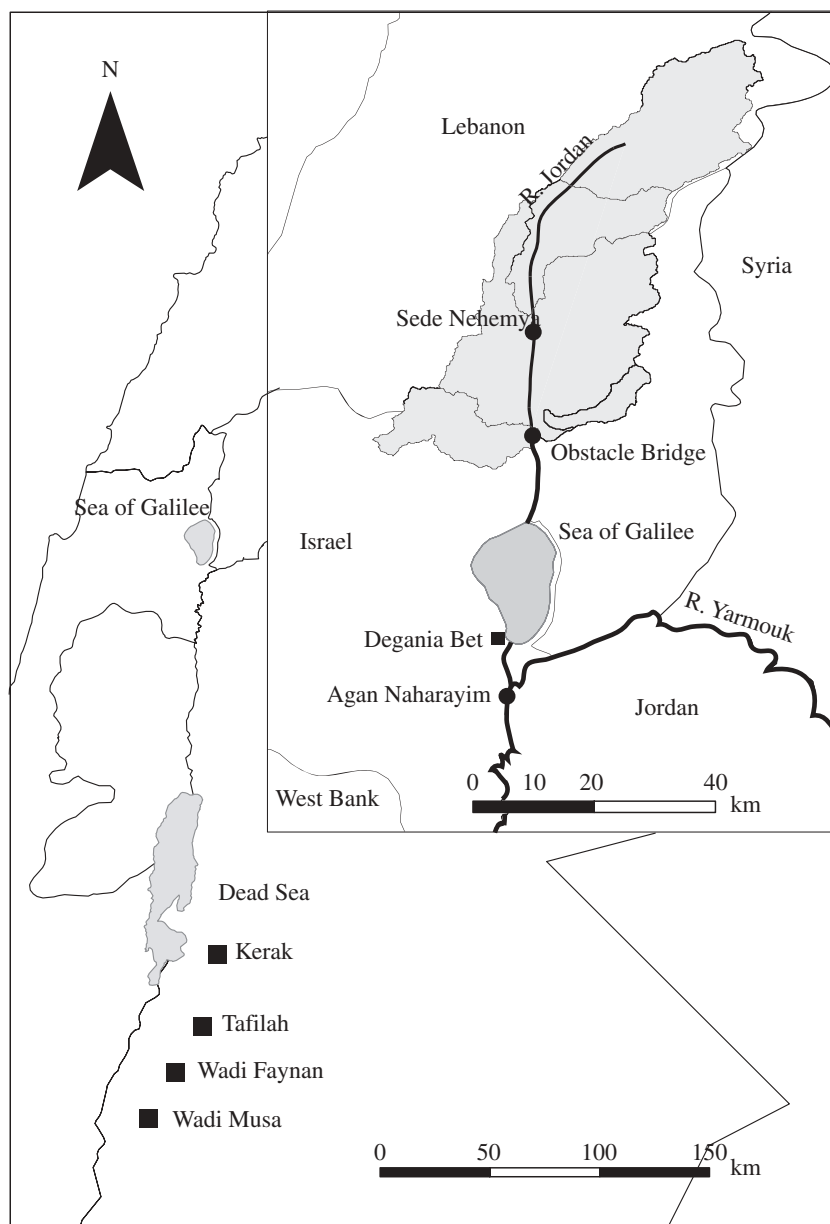 N
Lebanon
R. Jordan
Syria
Sede Nehemya
Obstacle Bridge
Sea of Galilee
Sea of Galilee
Israel
Degania Bet
R. Yarmouk
Agan Naharayim
Jordan
0 10 20 40 km
West Bank
Dead Sea
Kerak
Tafilah
Wadi Faynan
Wadi Musa
0 50 100 150 km